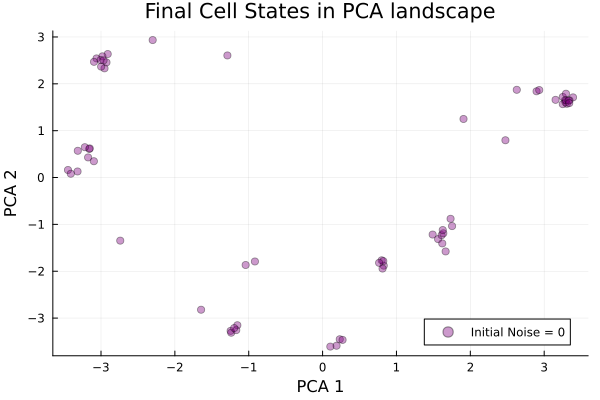 Final Cell States in PCA landscape
PCA 2
3
2
1
0
−1
−2
−3
Initial Noise = 0
−3 −2 −1 0 1 2 3
PCA 1